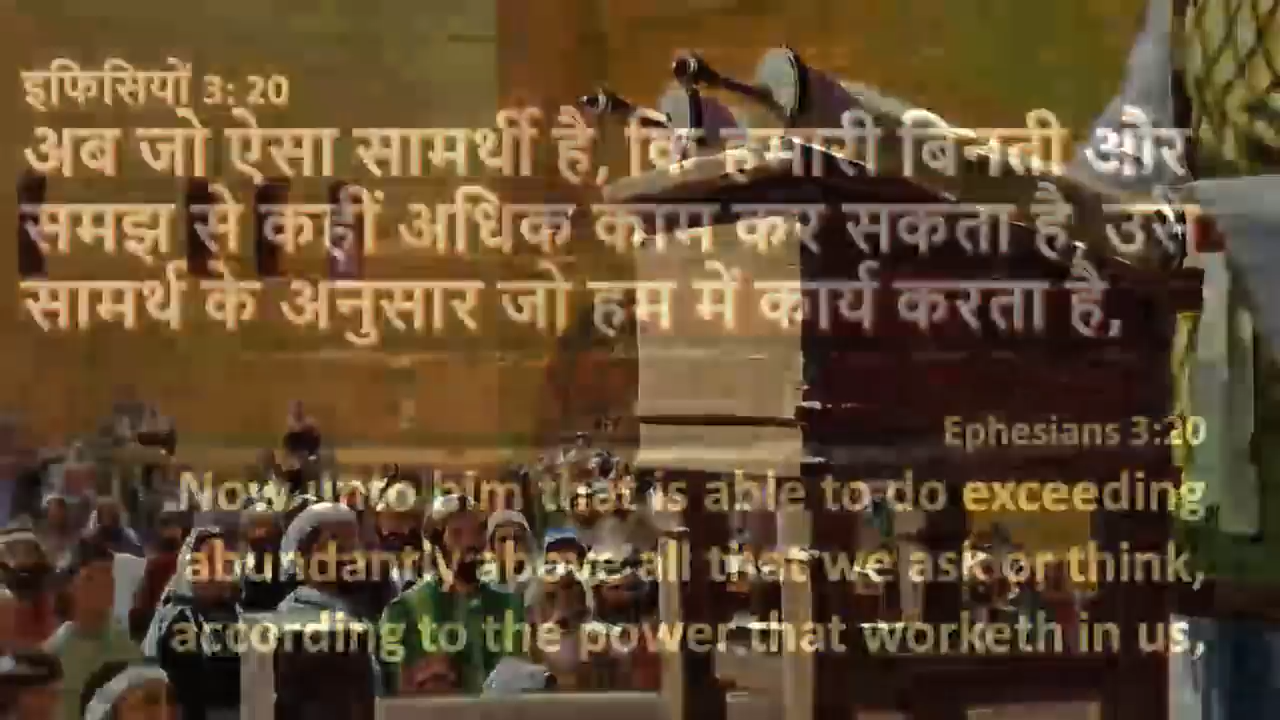 इफिसियों 3: 20
अब जो ऐसा सामर्थी है, कि हमारी बिनती और
समझ से कहीं अधिक काम कर सकता है, उस
सामर्थ के अनुसार जो हम में कार्य करता है,
Ephesians 3:20
Now unto him that is able to do exceeding
abundantly above all that we ask or think,
according to the power that worketh in us,